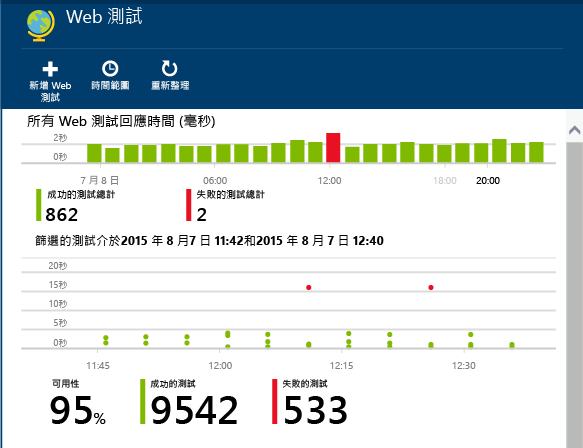 Web 測試
新增 Web
測試
時間範圍
重新整理
所有 Web 測試回應時間 (毫秒)
2秒
0秒
7 月 8 日
06:00
12:00
18:00
20:00
成功的測試總計
862
失敗的測試總計
2
篩選的測試介於2015 年 8 月7 日 11:42和2015 年 8 月 7 日 12:40
20秒
15秒
10秒
5秒
0秒
11:45
12:00
12:15
12:30
可用性
95%
成功的測試
9542
失敗的測試
533